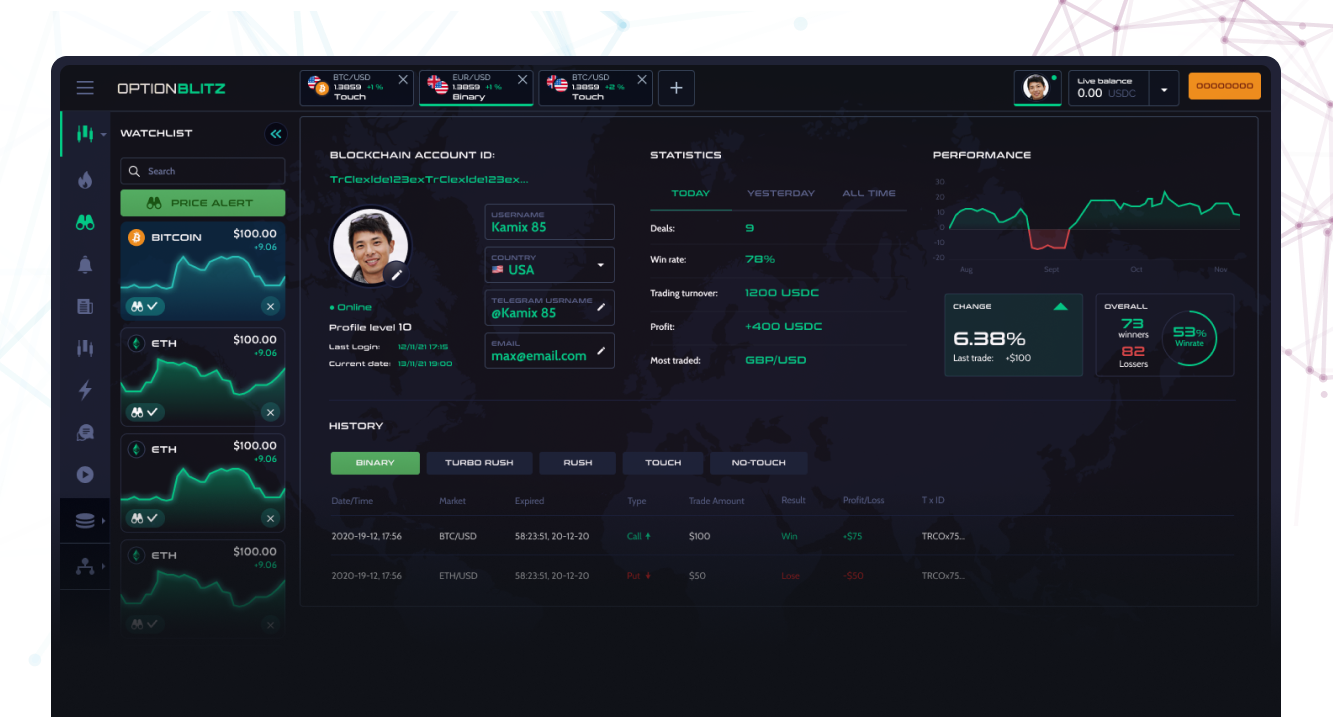 OPTIONBLITZ
BTC/USD
1.3859 +1%
Touch
EUR/USD
1.3859 +1%
Binary
BTC/USD
1.3859 +2%
Touch
+
Live balance
0.00 USDC
OOOOOOOO
WATCHLIST
Search
PRICE ALERT
BITCOIN $100.00
+9.06
ETH $100.00
+9.06
ETH $100.00
+9.06
ETH $100.00
+9.06
BLOCKCHAIN ACCOUNT ID:
TrClexIde123exTrClexIde123ex...
Online
Profile level 10
Last Login: 12/11/21 17:15
Current date: 13/11/21 19:00
USERNAME
Kamix 85
COUNTRY
USA
TELEGRAM USRNAME
@Kamix 85
EMAIL
max@email.com
STATISTICS
TODAY YESTERDAY ALL TIME
Deals: 9
Win rate: 78%
Trading turnover: 1200 USDC
Profit: +400 USDC
Most traded: GBP/USD
PERFORMANCE
30
20
10
0
-10
-20
Aug Sept Oct Nov
CHANGE
6.38%
Last trade: +$100
OVERALL
73
winners
82
Lossers
53%
Winrate
HISTORY
BINARY TURBO RUSH RUSH TOUCH NO-TOUCH
Date/Time Market Expired Type Trade Amount Result Profit/Loss T x ID
2020-19-12, 17:56 BTC/USD 58:23:51, 20-12-20 Call $100 Win +$75 TRCOx75...
2020-19-12, 17:56 ETH/USD 58:23:51, 20-12-20 Put $50 Lose -$50 TRCOx75...